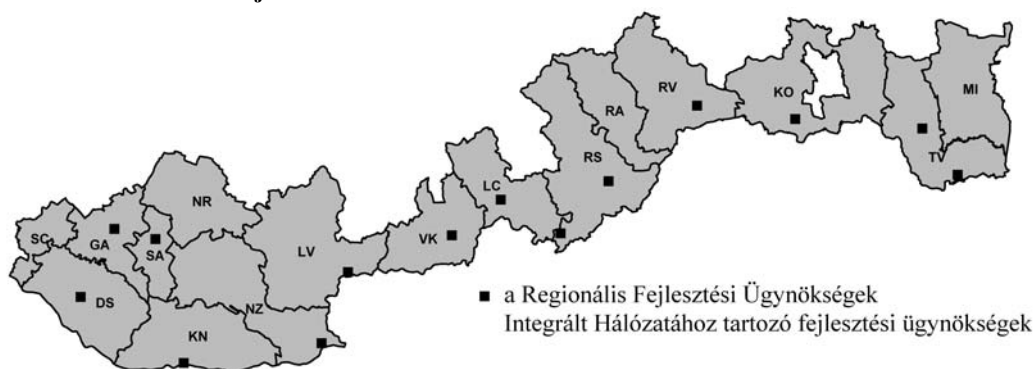 RV
MI
KO
RA
RS
TV
LC
NR
SC
GA
SA
LV
VK
DS
NZ
KN
a Regionális Fejlesztési Ügynökségek
Integrált Hálózatához tartozó fejlesztési ügynökségek